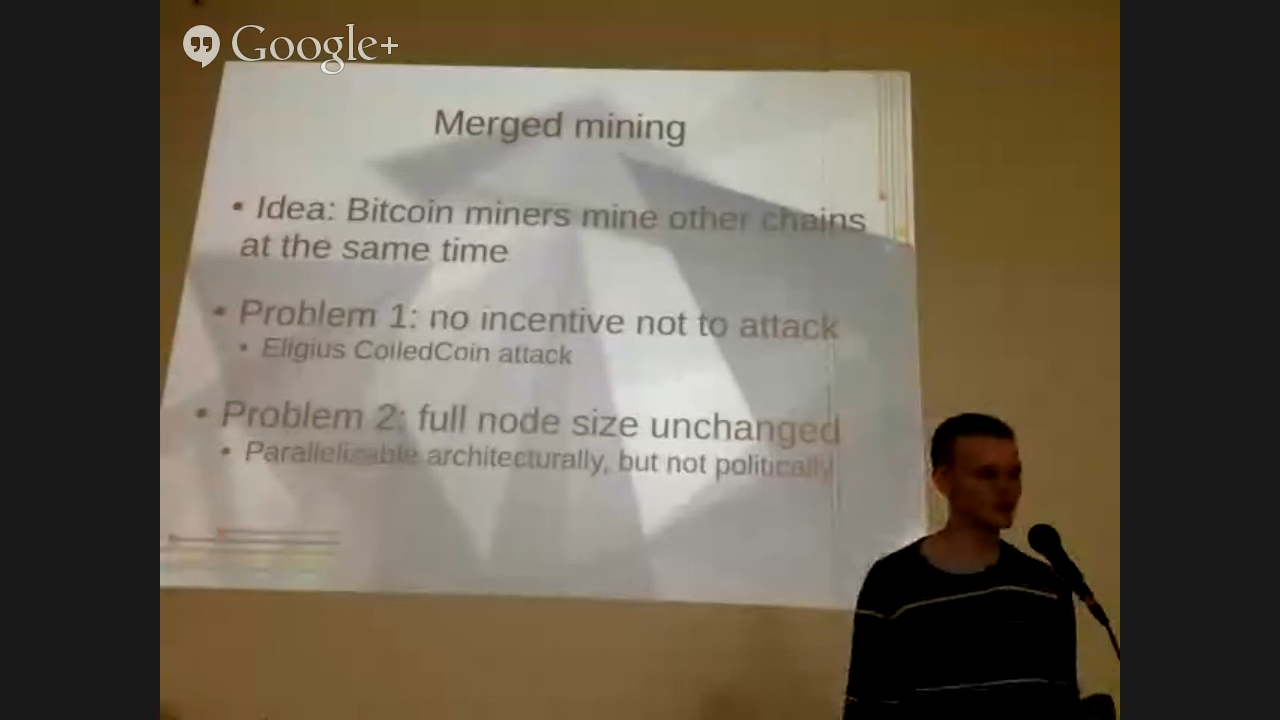 Google+
Merged mining
• Idea: Bitcoin miners mine other chains
at the same time
• Problem 1: no incentive not to attack
• Eligius CoiledCoin attack
• Problem 2: full node size unchanged
• Parallelizable architecturally, but not politically